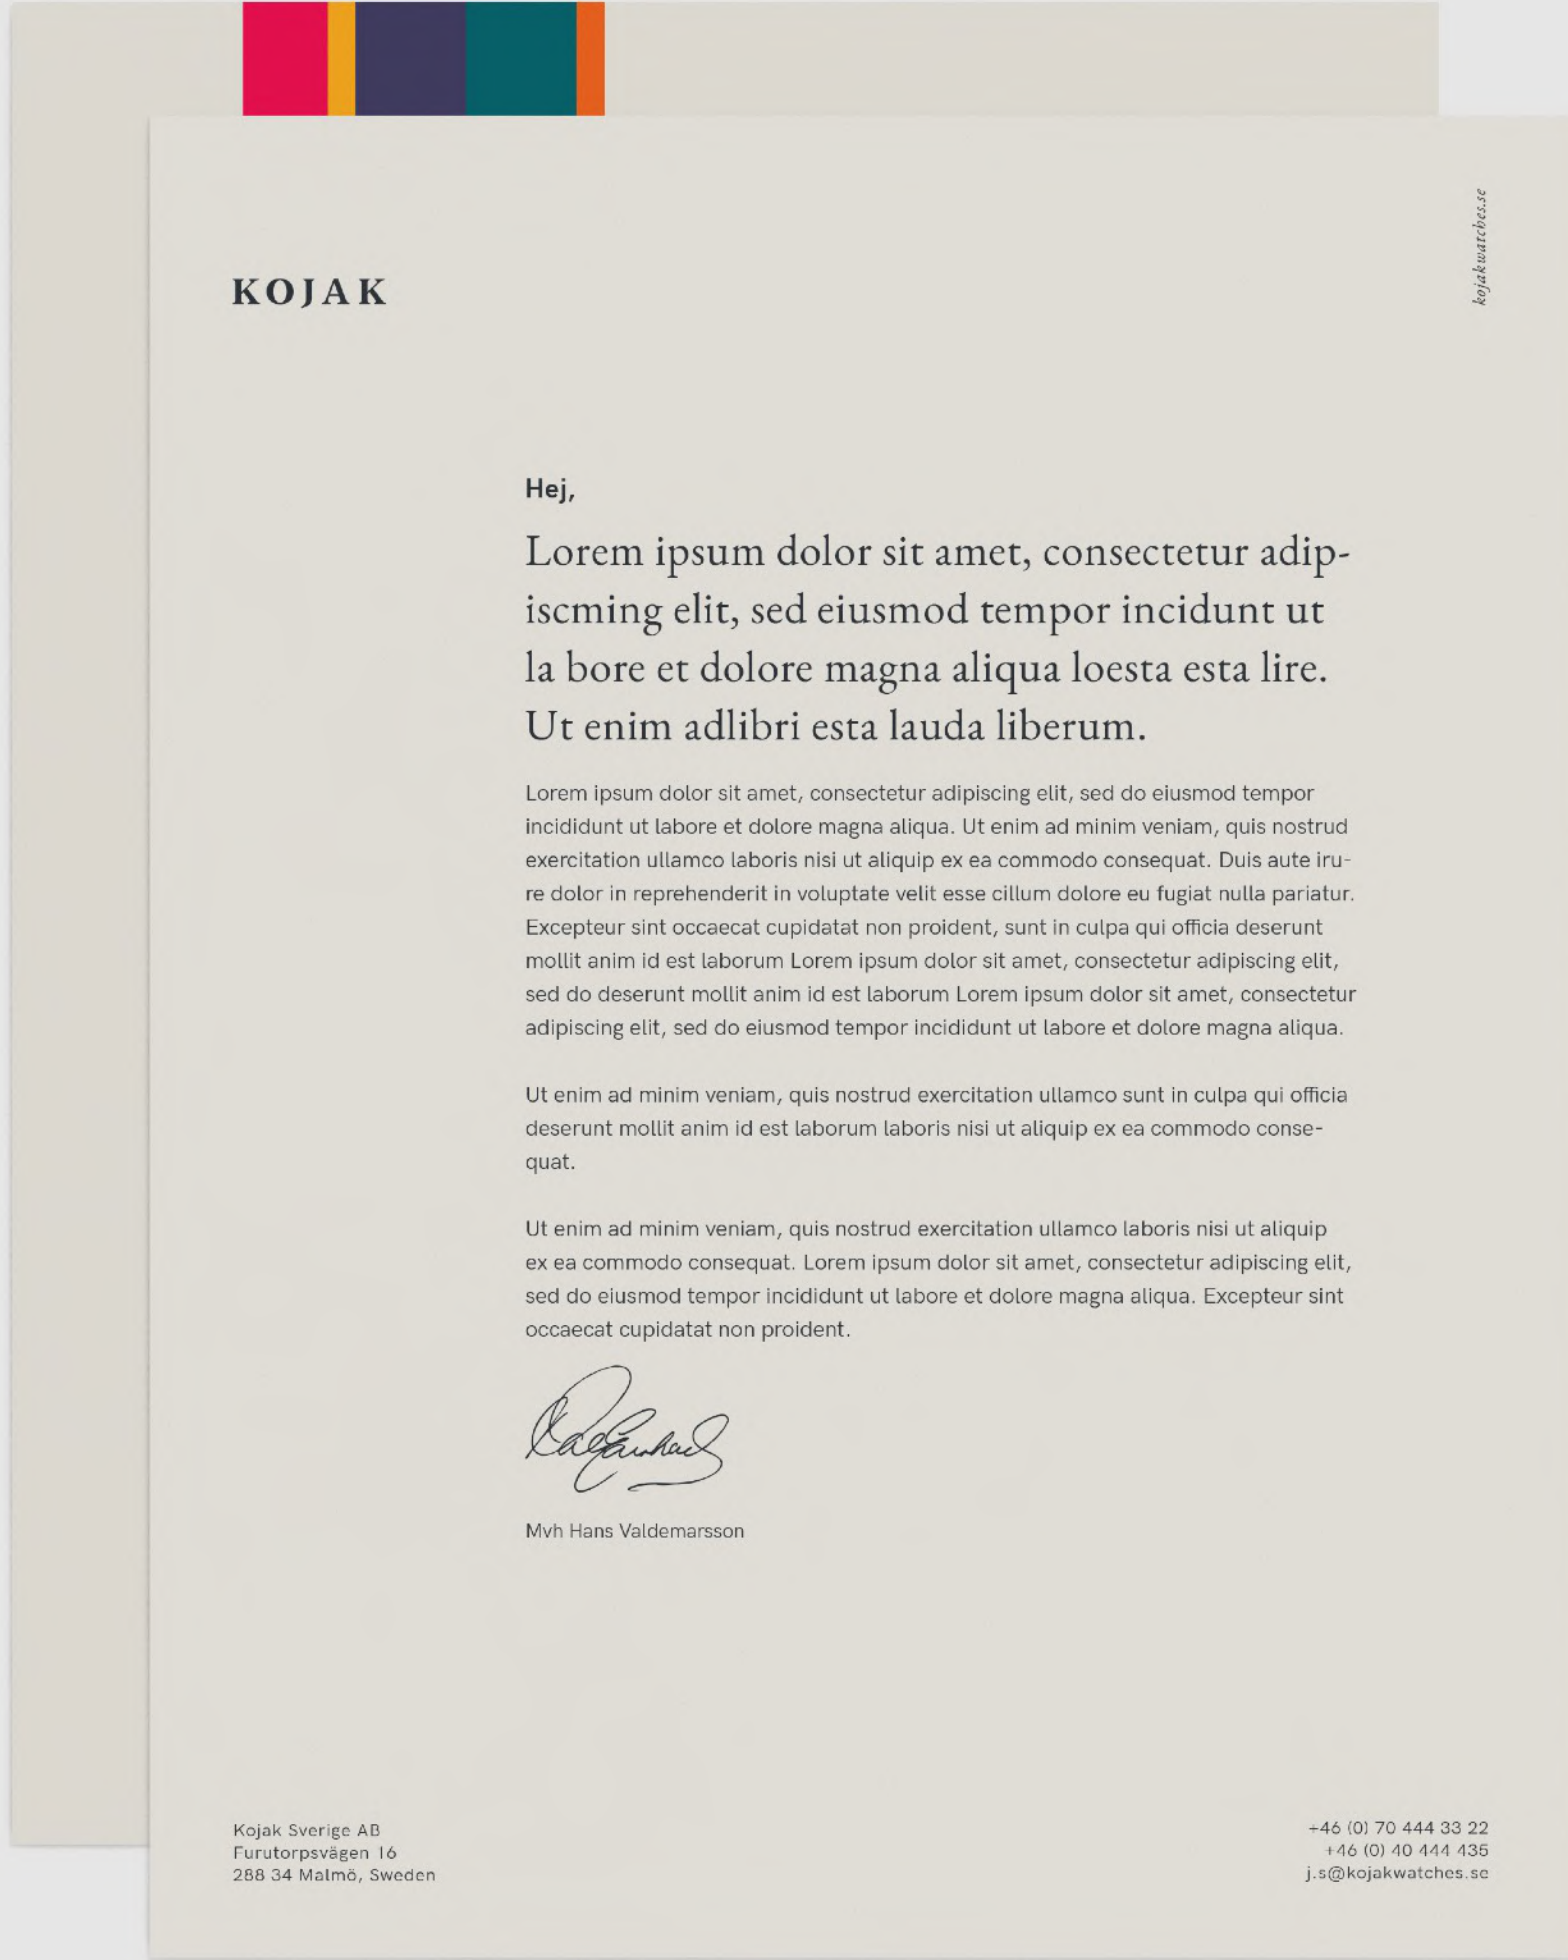 kojakwatches.se
KOJAK
Hej,
Lorem ipsum dolor sit amet, consectetur adip-
iscming elit, sed eiusmod tempor incidunt ut
la bore et dolore magna aliqua loesta esta lire.
Ut enim adlibri esta lauda liberum.
Lorem ipsum dolor sit amet, consectetur adipiscing elit, sed do eiusmod tempor
incididunt ut labore et dolore magna aliqua. Ut enim ad minim veniam, quis nostrud
exercitation ullamco laboris nisi ut aliquip ex ea commodo consequat. Duis aute iru-
re dolor in reprehenderit in voluptate velit esse cillum dolore eu fugiat nulla pariatur.
Excepteur sint occaecat cupidatat non proident, sunt in culpa qui officia deserunt
mollit anim id est laborum Lorem ipsum dolor sit amet, consectetur adipiscing elit,
sed do deserunt mollit anim id est laborum Lorem ipsum dolor sit amet, consectetur
adipiscing elit, sed do eiusmod tempor incididunt ut labore et dolore magna aliqua.
Ut enim ad minim veniam, quis nostrud exercitation ullamco sunt in culpa qui officia
deserunt mollit anim id est laborum laboris nisi ut aliquip ex ea commodo conse-
quat.
Ut enim ad minim veniam, quis nostrud exercitation ullamco laboris nisi ut aliquip
ex ea commodo consequat. Lorem ipsum dolor sit amet, consectetur adipiscing elit,
sed do eiusmod tempor incididunt ut labore et dolore magna aliqua. Excepteur sint
occaecat cupidatat non proident.
Mvh Hans Valdemarsson
Kojak Sverige AB
Furutorpsvägen 16
288 34 Malmö, Sweden
+46 (0) 70 444 33 22
+46 (0) 40 444 435
j.s@kojakwatches.se